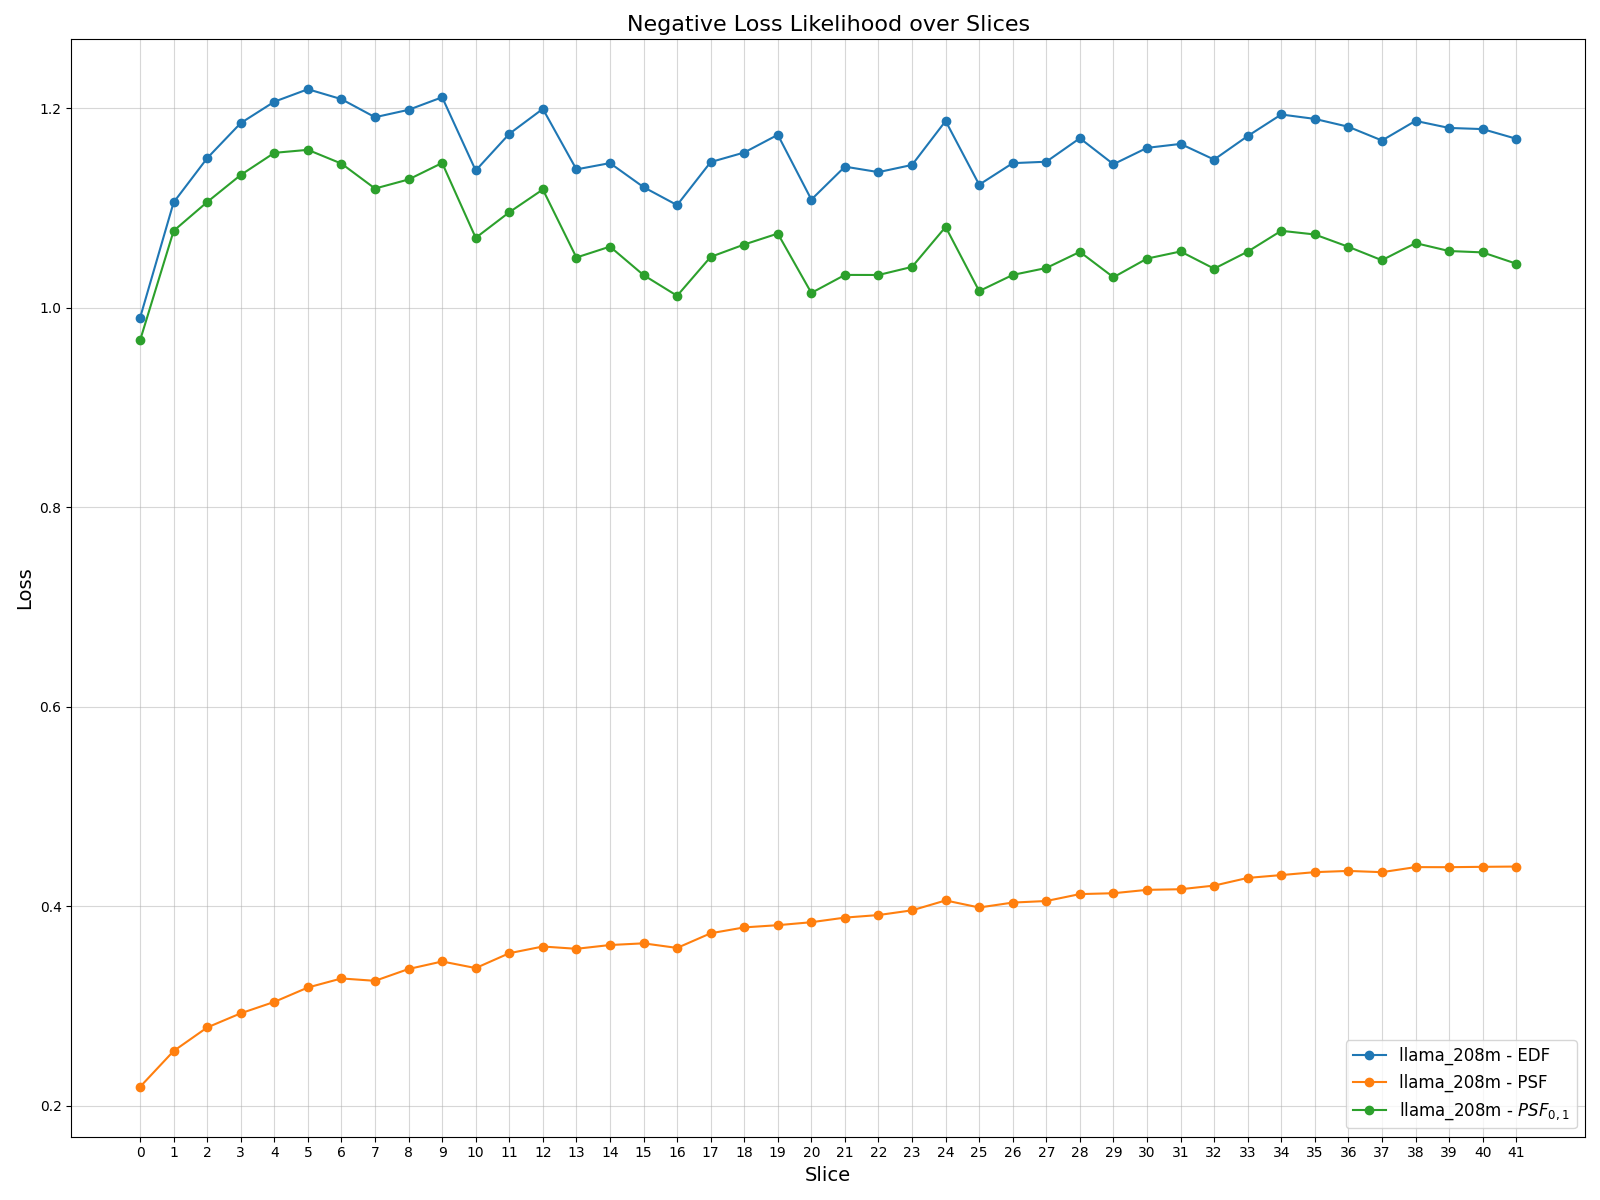 Negative Loss Likelihood over Slices
Loss
1.2
1.0
0.8
0.6
0.4
0.2
llama_208m - EDF
llama_208m - PSF
llama_208m - PSF0,1
0 1 2 3 4 5 6 7 8 9 10 11 12 13 14 15 16 17 18 19 20 21 22 23 24 25 26 27 28 29 30 31 32 33 34 35 36 37 38 39 40 41
Slice